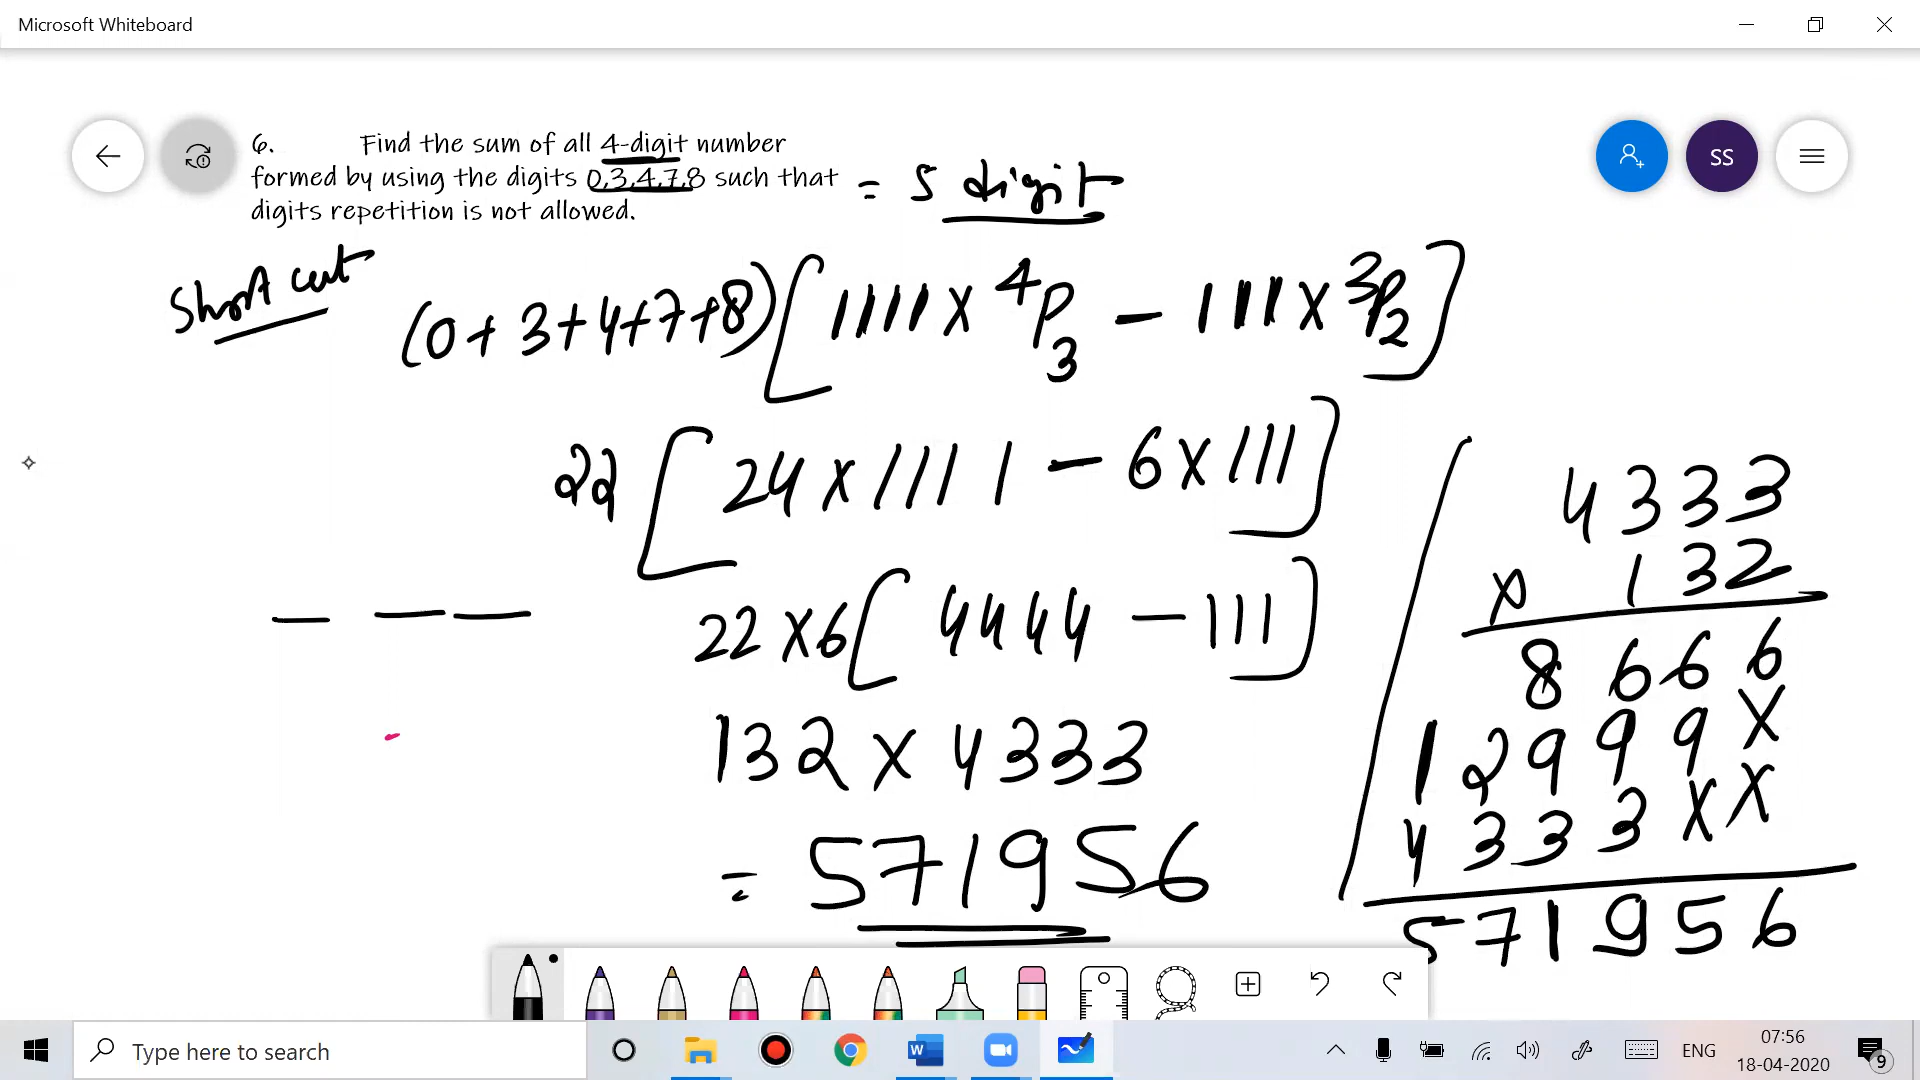 Microsoft Whiteboard
6. Find the sum of all 4-digit number
formed by using the digits 0,3,4,7,8 such that
digits repetition is not allowed.
= 5 digit
SS
Short cut
(0+3+4+7+8)[1111 x ⁴P₃ - 111 x ³P₂]
22[24 x 1111 - 6 x 111]
22 x 6[4444 - 111]
132 x 4333
= 571956
4333
x 132
8666
12999x
4333xx
571956
Type here to search
ENG
07:56
18-04-2020
9